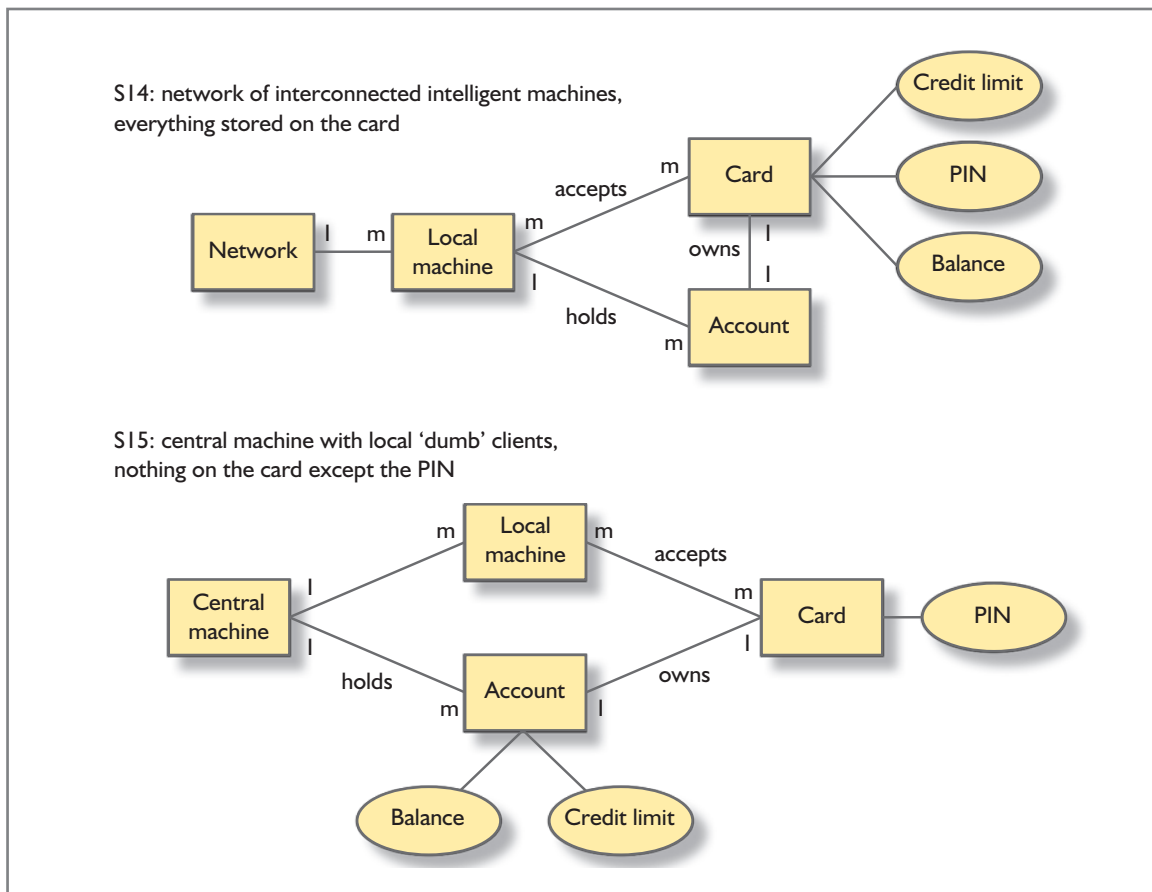 S14: network of interconnected intelligent machines,
everything stored on the card
Credit limit
PIN
Balance
Card
m
accepts
m
l
owns
l
Network
l
m
Local
machine
l
holds
m
Account
S15: central machine with local ‘dumb’ clients,
nothing on the card except the PIN
Local
machine
m
m
accepts
m
l
Central
machine
l
l
Card
PIN
holds
m
Account
l
owns
Balance
Credit limit